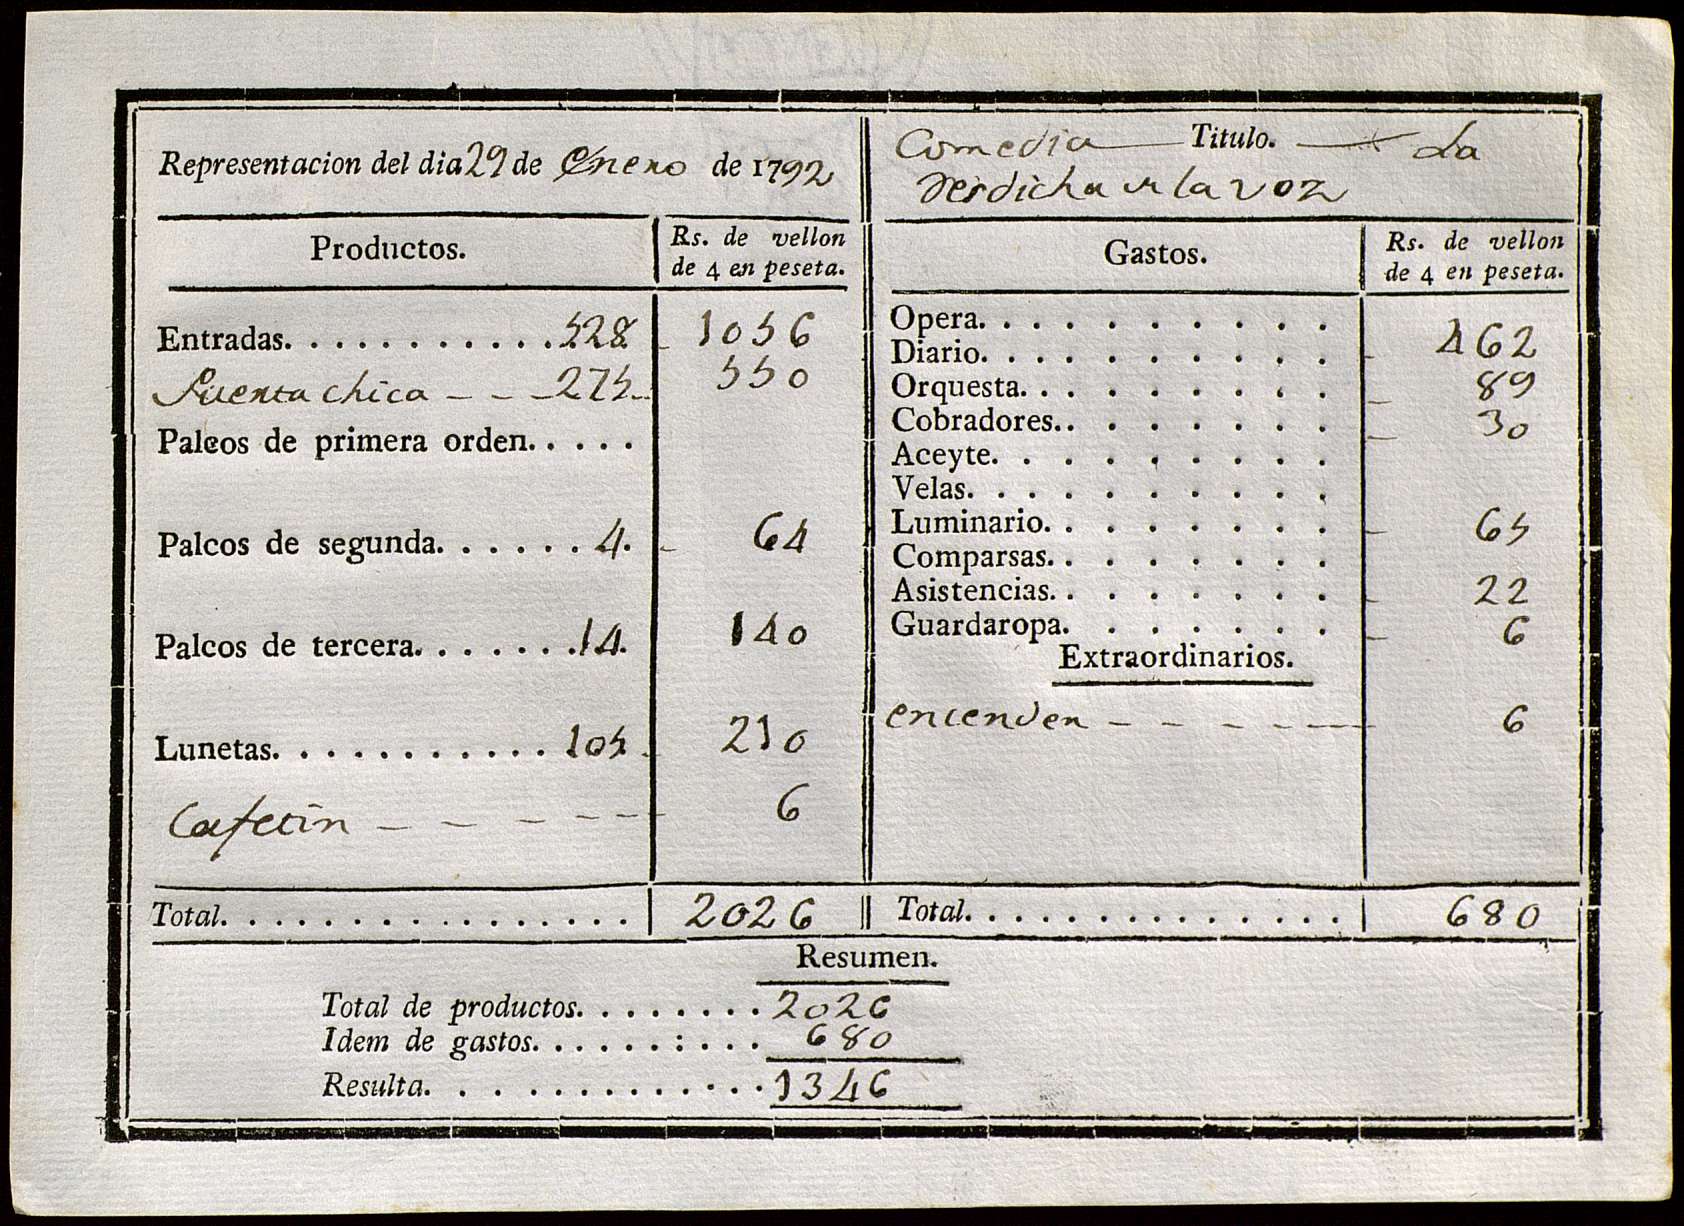 Representacion del dia 29 de Enero de 1792
Productos. Rs. de vellon de 4 en peseta.
Entradas. . . . . . . . . . . . 528. 1056
Puerta chica - - - 275. 550
Palcos de primera orden. . . . .
Palcos de segunda. . . . . . 4. 64
Palcos de tercera. . . . . . . 14. 140
Lunetas. . . . . . . . . . . . 105. 210
Cafetin - - - - - - 6
Total. . . . . . . . . . . . . . . . . 2026
Comedia Titulo. La
desdicha la voz
Gastos. Rs. de vellon de 4 en peseta.
Opera. . . . . . . . . .
Diario. . . . . . . . . . 462
Orquesta. . . . . . . . . 89
Cobradores. . . . . . . . 30
Aceyte. . . . . . . . .
Velas. . . . . . . . . .
Luminario. . . . . . . . 65
Comparsas. . . . . . . .
Asistencias. . . . . . . . 22
Guardaropa. . . . . . . 6
Extraordinarios.
encender - - - - - 6
Total. . . . . . . . . . . . . . . 680
Resumen.
Total de productos. . . . . . . . 2026
Idem de gastos. . . . . . : . . . 680
Resulta. . . . . . . . . . . . . 1346